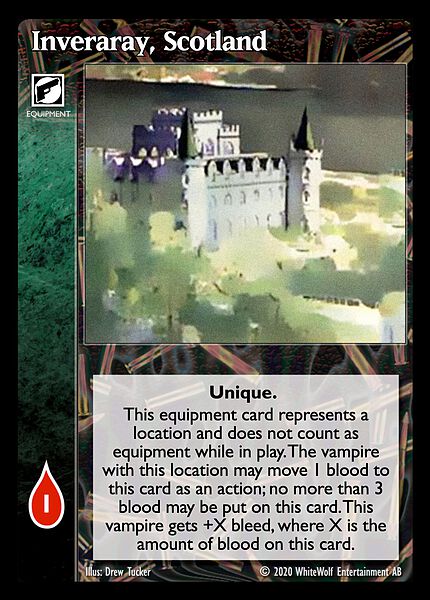 Inveraray, Scotland
EQUIPMENT
Unique.
This equipment card represents a
location and does not count as
equipment while in play. The vampire
with this location may move 1 blood to
this card as an action; no more than 3
blood may be put on this card. This
vampire gets +X bleed, where X is the
amount of blood on this card.
1
Illus: Drew Tucker
© 2020 WhiteWolf Entertainment AB